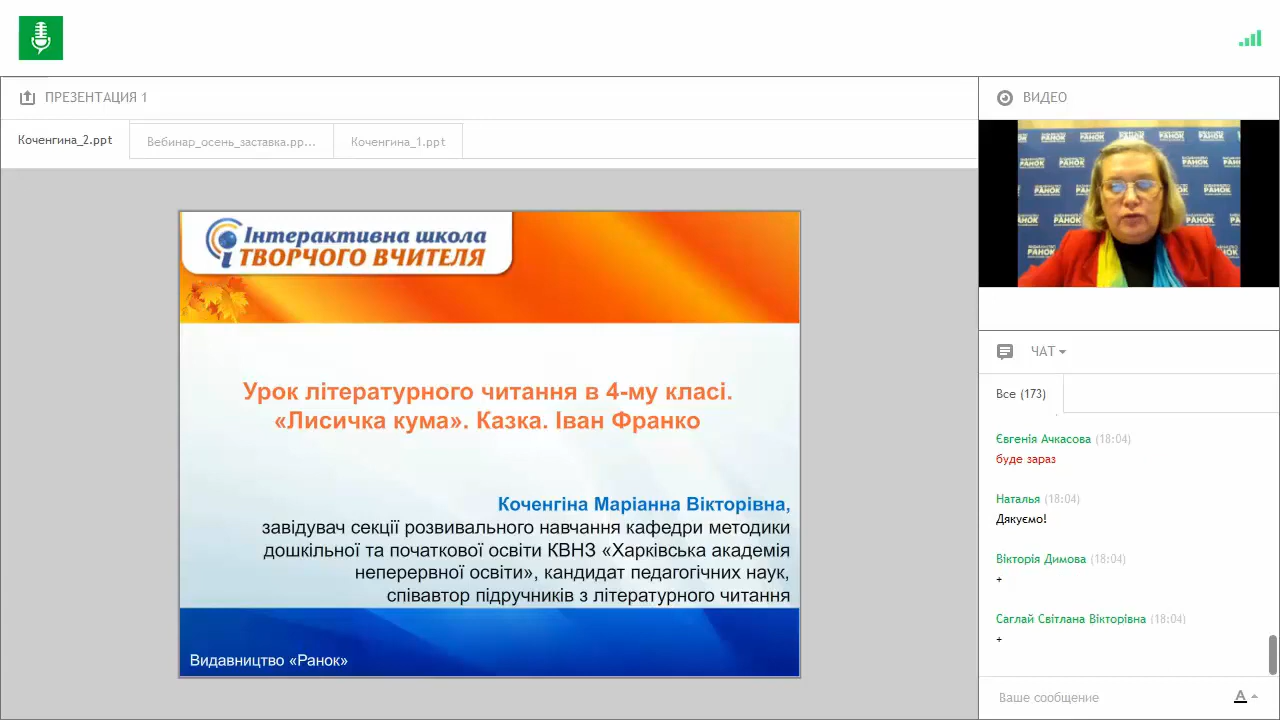 ПРЕЗЕНТАЦИЯ 1
Коченгина_2.ppt
Вебинар_осень_заставка.pp...
Коченгина_1.ppt
Інтерактивна школа
ТВОРЧОГО ВЧИТЕЛЯ
Урок літературного читання в 4-му класі.
«Лисичка кума». Казка. Іван Франко
Коченгіна Маріанна Вікторівна,
завідувач секції розвивального навчання кафедри методики
дошкільної та початкової освіти КВНЗ «Харківська академія
неперервної освіти», кандидат педагогічних наук,
співавтор підручників з літературного читання
Видавництво «Ранок»
ВИДЕО
РАНОК
ЧАТ
Все (173)
Євгенія Ачкасова (18:04)
буде зараз
Наталья (18:04)
Дякуємо!
Вікторія Димова (18:04)
+
Саглай Світлана Вікторівна (18:04)
+
Ваше сообщение
A